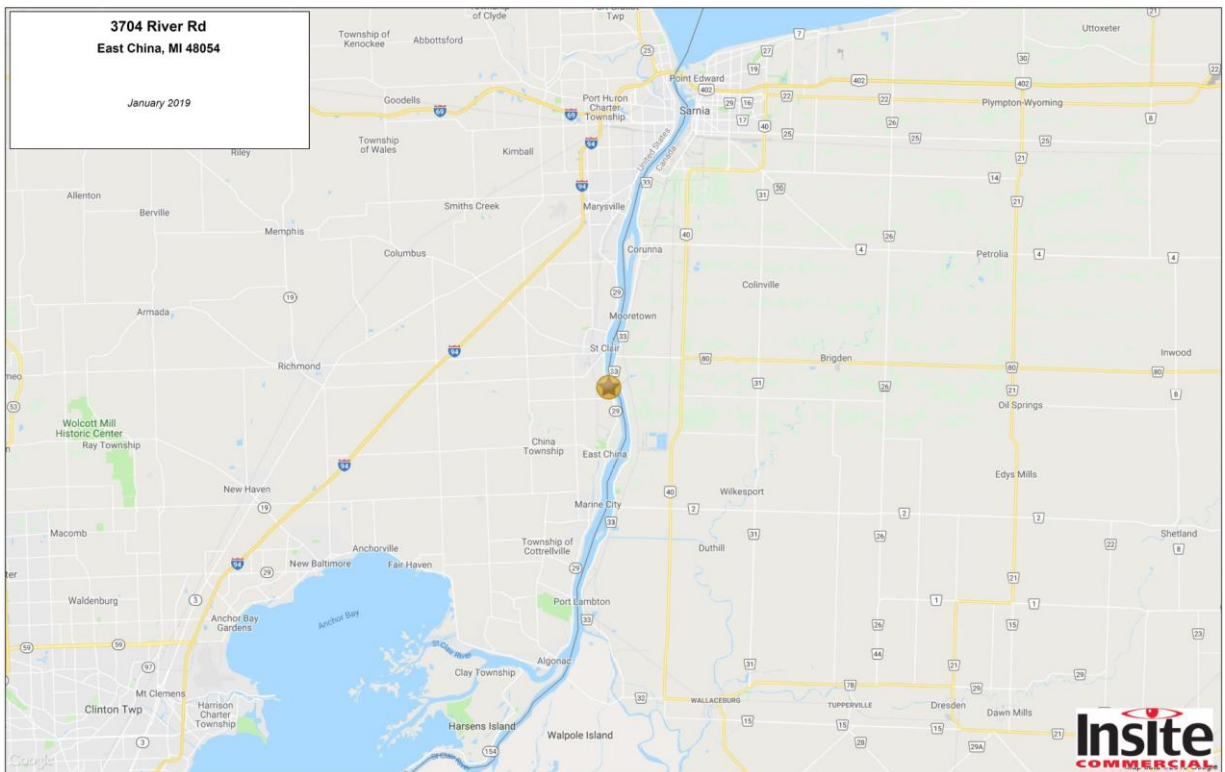 3704 River Rd
East China, MI 48054
January 2019
of Clyde
Twp
Uttoxeter
Township of
Kenockee
Abbottsford
Point Edward
Goodells
Port Huron
Charter
Township
Sarnia
Plympton-Wyoming
Township
of Wales
Kimball
Riley
United States
Canada
Allenton
Berville
Smiths Creek
Marysville
Memphis
Columbus
Corunna
Petrolia
Colinville
Armada
Mooretown
St Clair
Richmond
Brigden
Inwood
Wolcott Mill
Historic Center
Ray Township
Oil Springs
China
Township
East China
Edys Mills
New Haven
Wilkesport
Marine City
Macomb
Anchorville
Township of
Cottrellville
Duthill
Shetland
New Baltimore
Fair Haven
Waldenburg
Port Lambton
Anchor Bay
Gardens
Anchor Bay
St Clair River
Algonac
Clay Township
Mt Clemens
Clinton Twp
Harrison
Charter
Township
WALLACEBURG
TUPPERVILLE
Dresden
Dawn Mills
Harsens Island
Walpole Island
Google
Insite
COMMERCIAL